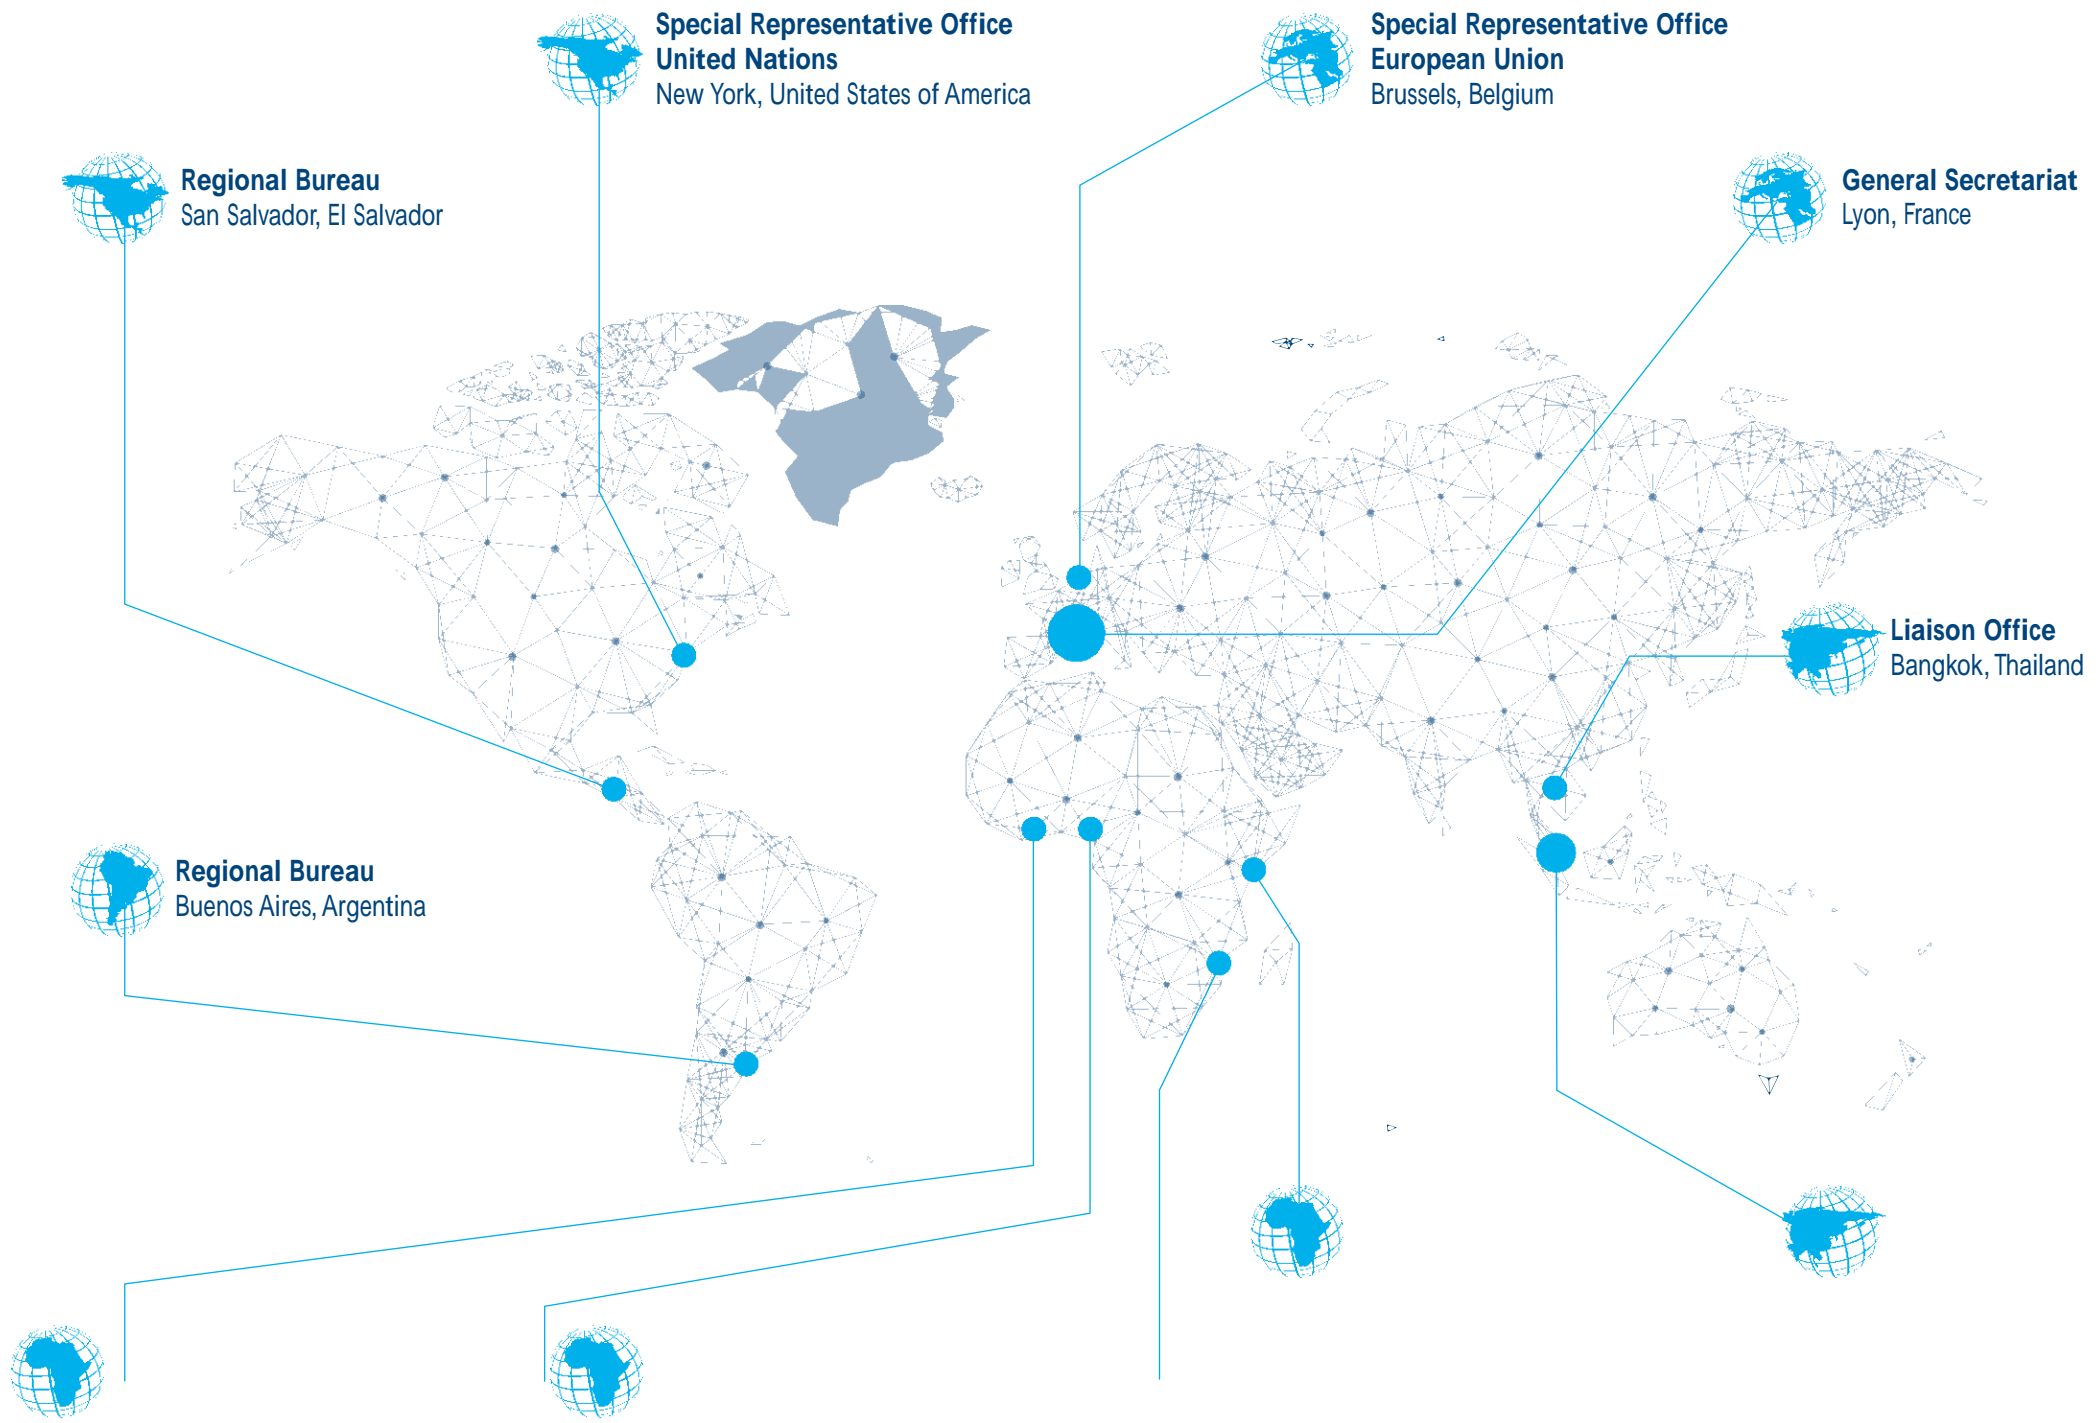 Special Representative Office
United Nations
New York, United States of America
Special Representative Office
European Union
Brussels, Belgium
Regional Bureau
San Salvador, El Salvador
General Secretariat
Lyon, France
Liaison Office
Bangkok, Thailand
Regional Bureau
Buenos Aires, Argentina